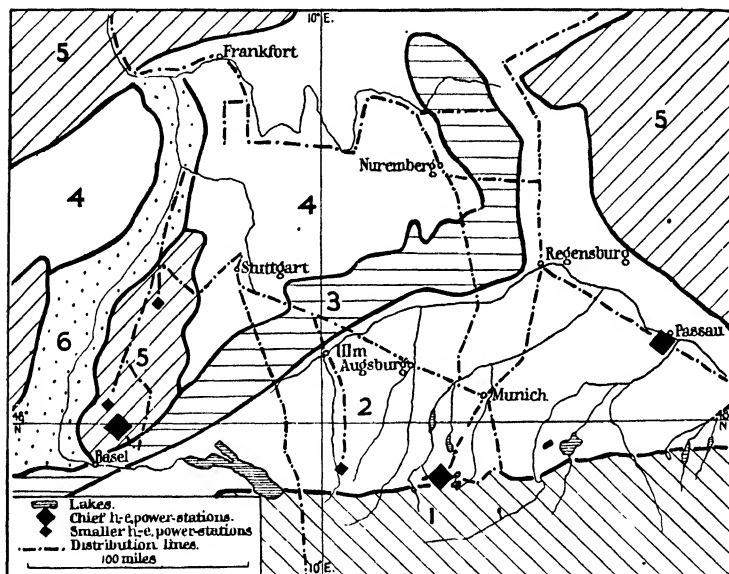 10° E.
Frankfort
5
5
4
Nuremberg
4
Stuttgart
Regensburg
3
6
5
Passau
Ulm
Augsburg
Munich
2
48°
N
48°
N
Basel
Lakes.
Chief h-e, power-stations.
Smaller h-e, power-stations
Distribution lines.
100 miles
10° E.